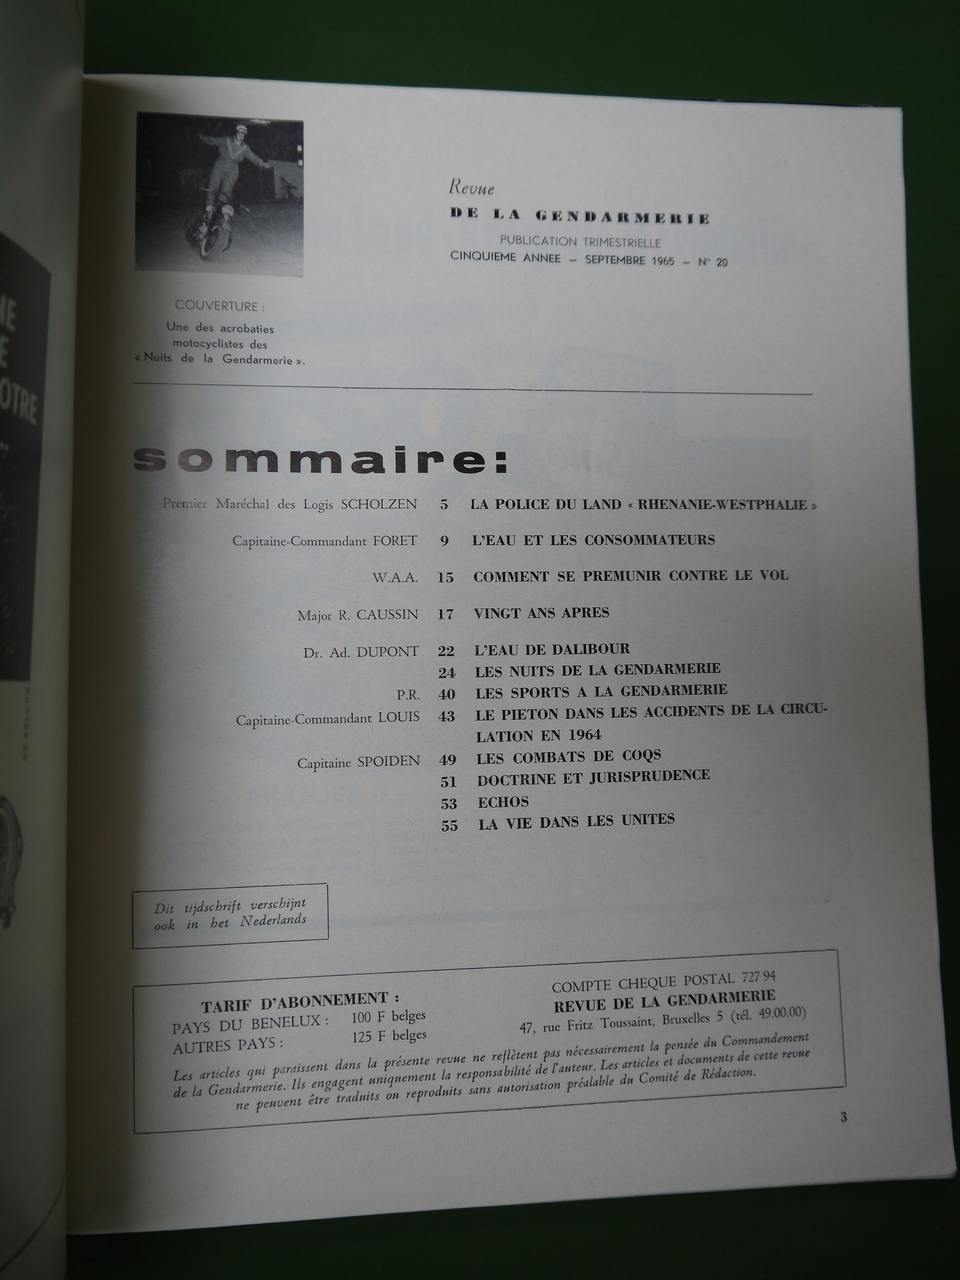 Revue
DE LA GENDARMERIE
PUBLICATION TRIMESTRIELLE
CINQUIEME ANNEE – SEPTEMBRE 1965 – N° 20
COUVERTURE :
Une des acrobaties
motocyclistes des
« Nuits de la Gendarmerie ».
sommaire:
Premier Maréchal des Logis SCHOLZEN 5 LA POLICE DU LAND « RHENANIE-WESTPHALIE »
Capitaine-Commandant FORET 9 L'EAU ET LES CONSOMMATEURS
W.A.A. 15 COMMENT SE PREMUNIR CONTRE LE VOL
Major R. CAUSSIN 17 VINGT ANS APRES
Dr. Ad. DUPONT 22 L'EAU DE DALIBOUR
24 LES NUITS DE LA GENDARMERIE
P.R. 40 LES SPORTS A LA GENDARMERIE
Capitaine-Commandant LOUIS 43 LE PIETON DANS LES ACCIDENTS DE LA CIRCU-
LATION EN 1964
Capitaine SPOIDEN 49 LES COMBATS DE COQS
51 DOCTRINE ET JURISPRUDENCE
53 ECHOS
55 LA VIE DANS LES UNITES
Dit tijdschrift verschijnt
ook in het Nederlands
TARIF D'ABONNEMENT :
PAYS DU BENELUX : 100 F belges
AUTRES PAYS : 125 F belges
COMPTE CHEQUE POSTAL 727 94
REVUE DE LA GENDARMERIE
47, rue Fritz Toussaint, Bruxelles 5 (tél. 49.00.00)
Les articles qui paraissent dans la présente revue ne reflètent pas nécessairement la pensée du Commandement
de la Gendarmerie. Ils engagent uniquement la responsabilité de l'auteur. Les articles et documents de cette revue
ne peuvent être traduits ou reproduits sans autorisation préalable du Comité de Rédaction.
3
OTRE